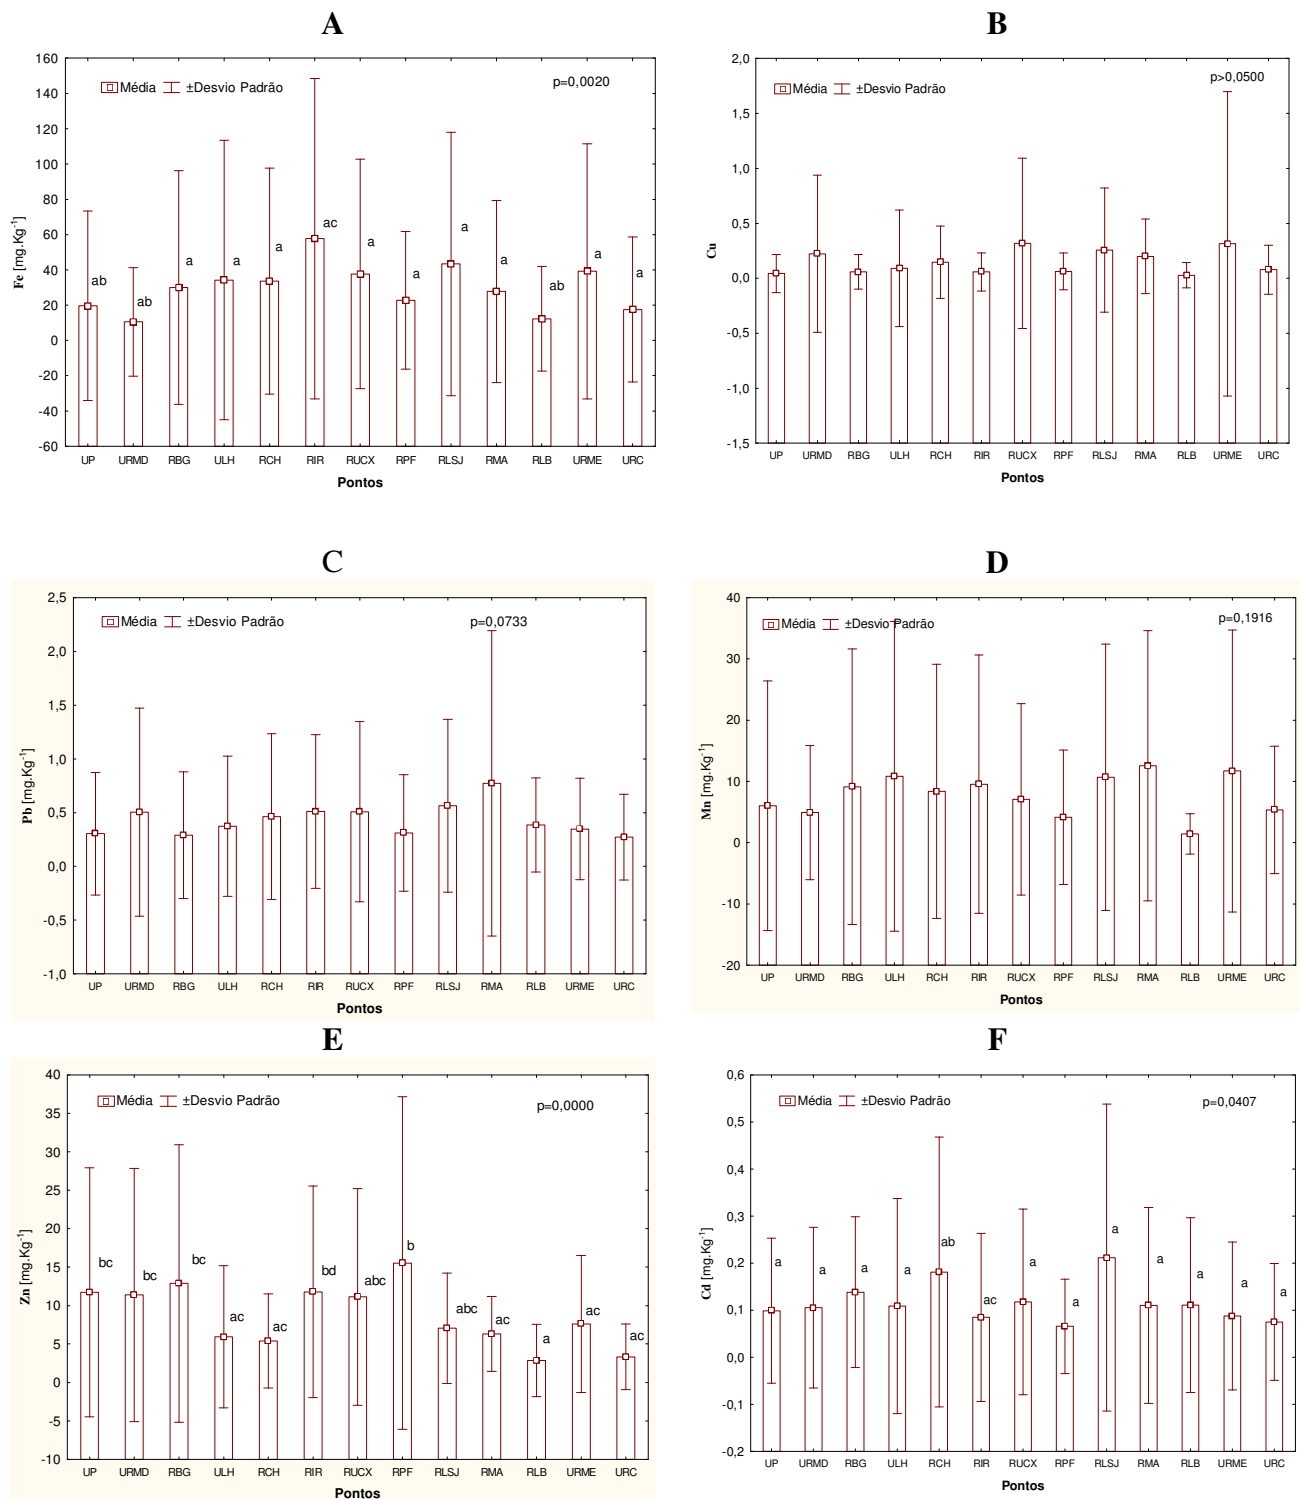 A
160
140
120
100
80
60
40
20
0
-20
-40
-60
Fe [mg.Kg-1]
Média ±Desvio Padrão
p=0,0020
ab ab a a a ac a a a a ab a a
UP URMD RBG ULH RCH RIR RUCX RPF RLSJ RMA RLB URME URC
Pontos
B
2,0
1,5
1,0
0,5
0,0
-0,5
-1,0
-1,5
Cu
Média ±Desvio Padrão
p>0,0500
UP URMD RBG ULH RCH RIR RUCX RPF RLSJ RMA RLB URME URC
Pontos
C
2,5
2,0
1,5
1,0
0,5
0,0
-0,5
-1,0
Pb [mg.Kg-1]
Média ±Desvio Padrão
p=0,0733
UP URMD RBG ULH RCH RIR RUCX RPF RLSJ RMA RLB URME URC
Pontos
D
40
30
20
10
0
-10
-20
Mn [mg.Kg-1]
Média ±Desvio Padrão
p=0,1916
UP URMD RBG ULH RCH RIR RUCX RPF RLSJ RMA RLB URME URC
Pontos
E
40
35
30
25
20
15
10
5
0
-5
-10
Zn [mg.Kg-1]
Média ±Desvio Padrão
p=0,0000
bc bc bc ac ac bd abc b abc ac a ac ac
UP URMD RBG ULH RCH RIR RUCX RPF RLSJ RMA RLB URME URC
Pontos
F
0,6
0,5
0,4
0,3
0,2
0,1
0,0
-0,1
-0,2
Cd [mg.Kg-1]
Média ±Desvio Padrão
p=0,0407
a a a a ab ac a a a a a a a
UP URMD RBG ULH RCH RIR RUCX RPF RLSJ RMA RLB URME URC
Pontos